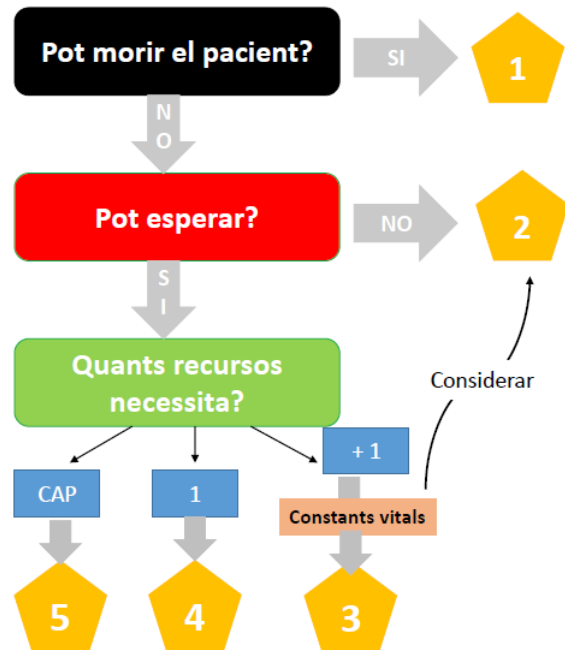 Pot morir el pacient?
SI
1
N
O
Pot esperar?
NO
2
S
I
Quants recursos
necessita?
Considerar
+ 1
CAP
1
Constants vitals
5
4
3